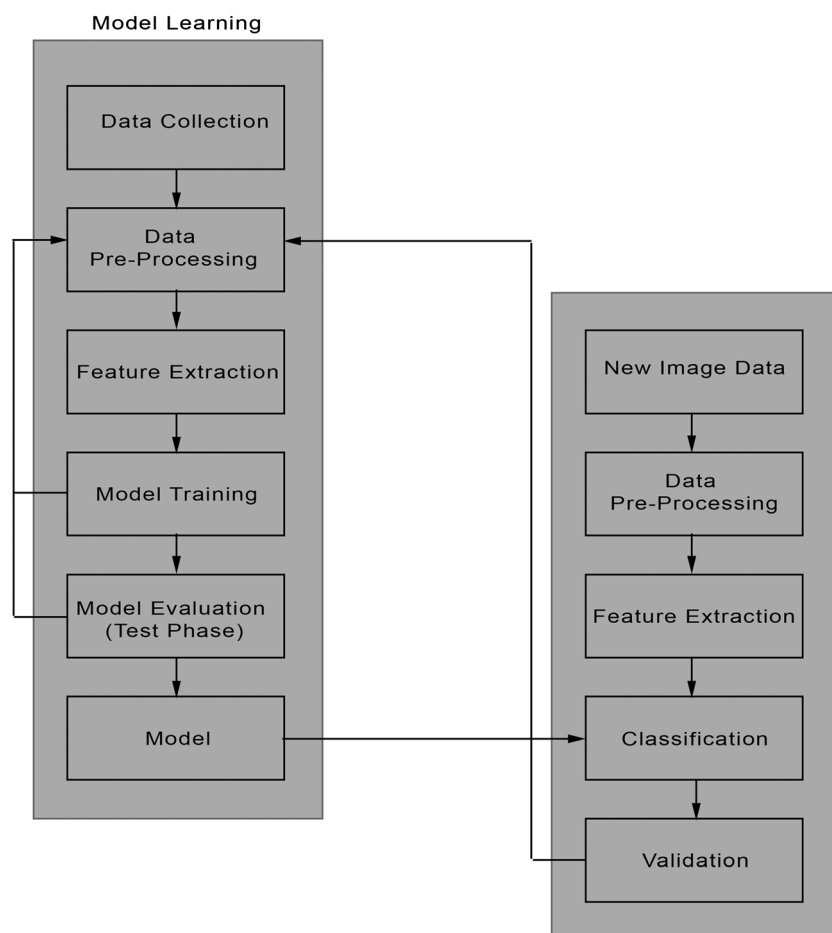 Model Learning
Data Collection
Data
Pre-Processing
Feature Extraction
Model Training
Model Evaluation
(Test Phase)
Model
New Image Data
Data
Pre-Processing
Feature Extraction
Classification
Validation